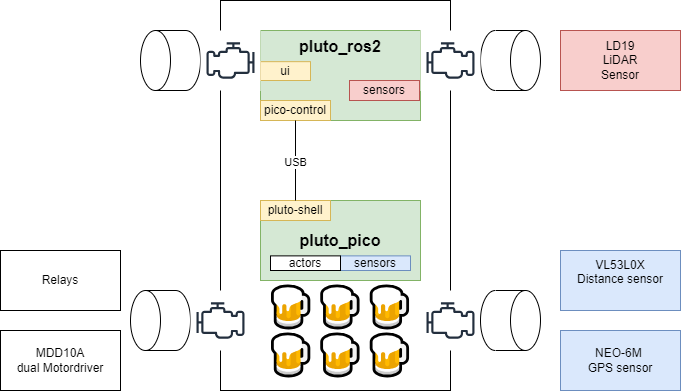 pluto_ros2
ui
sensors
pico-control
LD19
LiDAR
Sensor
USB
pluto-shell
pluto_pico
actors
sensors
Relays
MDD10A
dual Motordriver
VL53L0X
Distance sensor
NEO-6M
GPS sensor